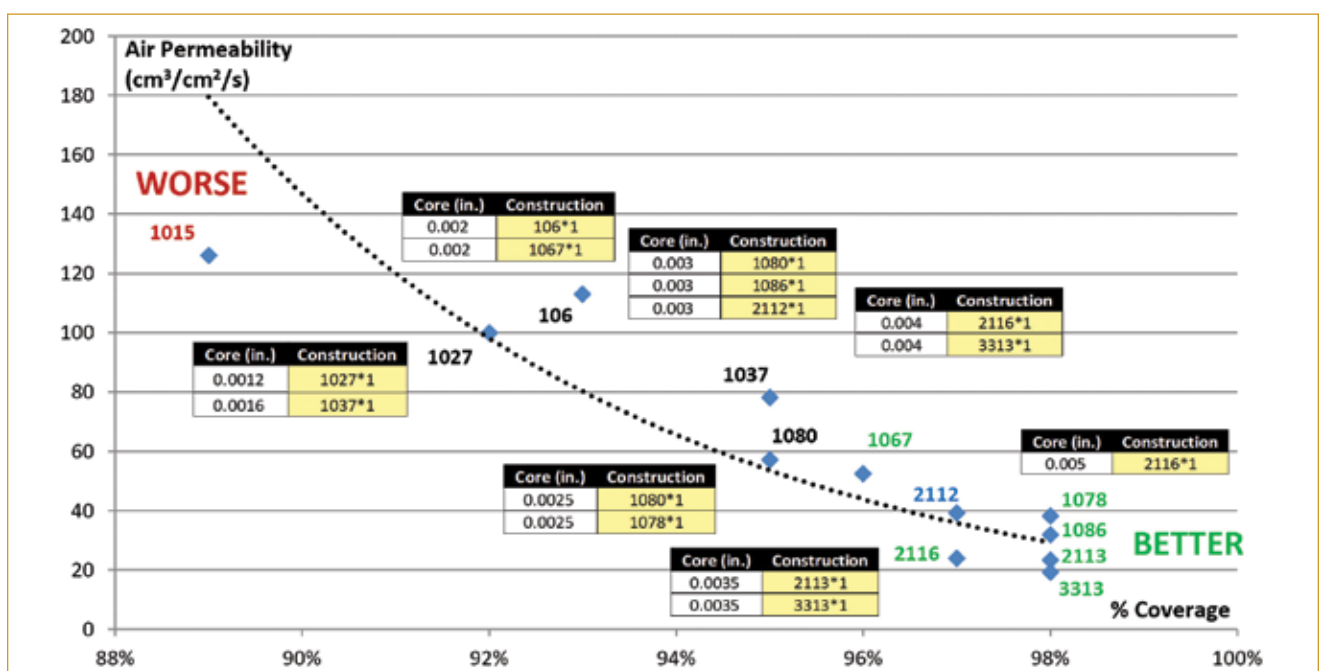 200
180
160
140
120
100
80
60
40
20
0
Air Permeability
(cm³/cm²/s)
WORSE
1015
Core (in.) Construction
0.002 106*1
0.002 1067*1
Core (in.) Construction
0.003 1080*1
0.003 1086*1
0.003 2112*1
Core (in.) Construction
0.004 2116*1
0.004 3313*1
106
1027
Core (in.) Construction
0.0012 1027*1
0.0016 1037*1
1037
1080
1067
Core (in.) Construction
0.005 2116*1
Core (in.) Construction
0.0025 1080*1
0.0025 1078*1
2112
1078
1086
BETTER
2116
2113
3313
Core (in.) Construction
0.0035 2113*1
0.0035 3313*1
% Coverage
88% 90% 92% 94% 96% 98% 100%